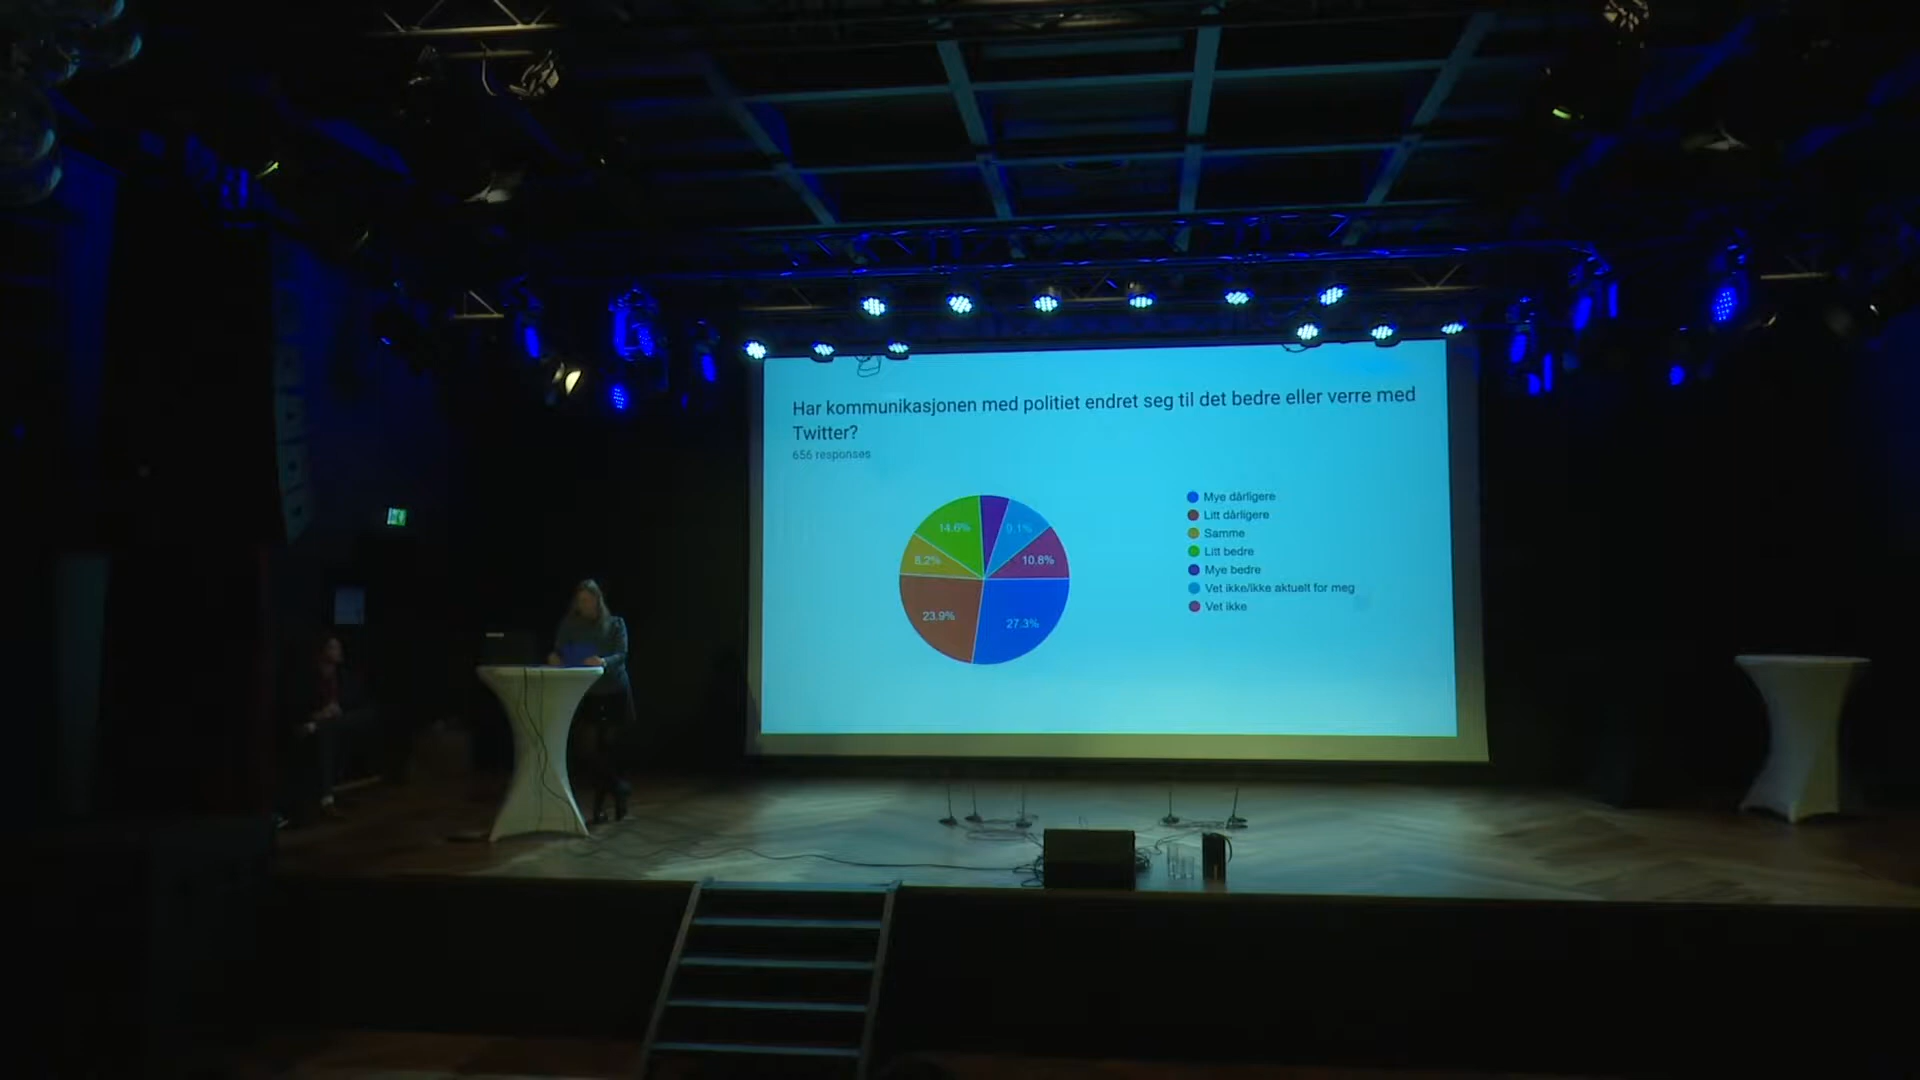 Har kommunikasjonen med politiet endret seg til det bedre eller verre med
Twitter?
656 responses
14.6%
9.1%
8.2%
10.8%
23.9%
27.3%
Mye dårligere
Litt dårligere
Samme
Litt bedre
Mye bedre
Vet ikke/ikke aktuelt for meg
Vet ikke